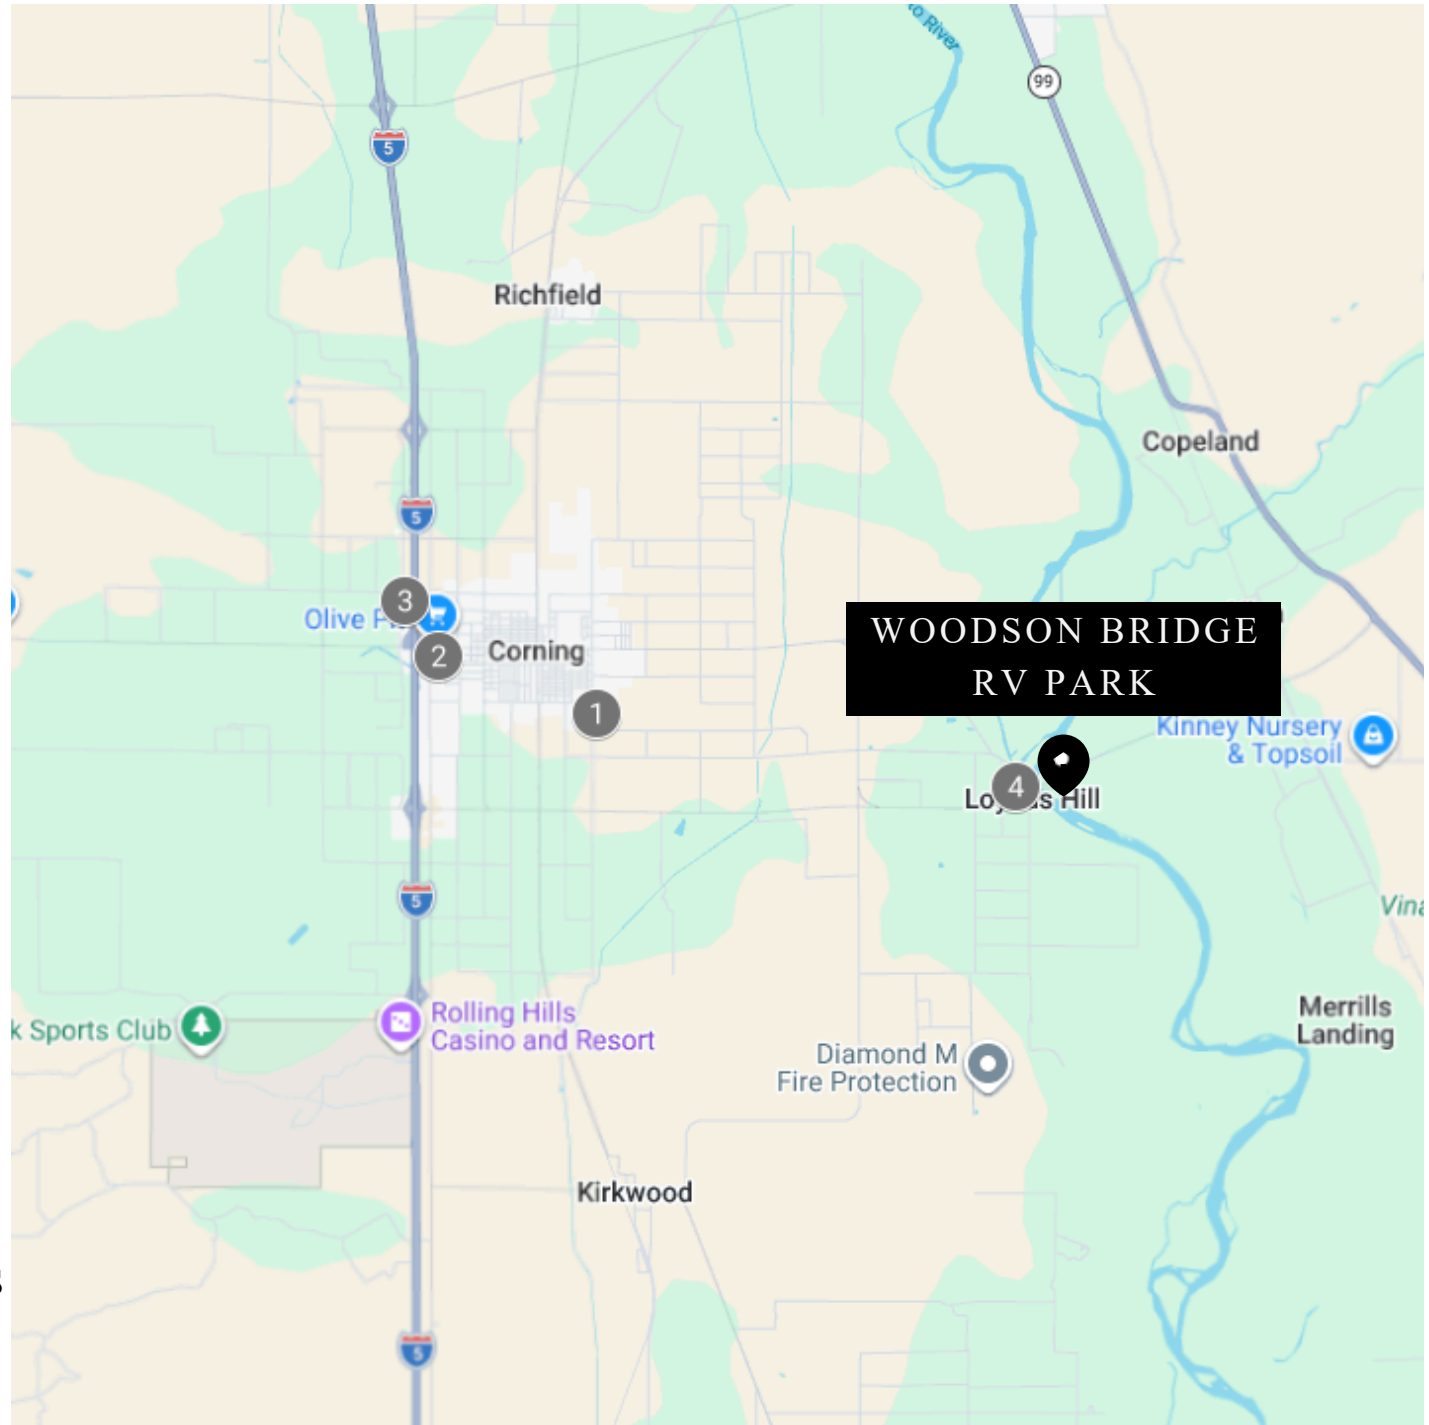 River
99
5
Richfield
Copeland
5
3
Olive
2
Corning
1
WOODSON BRIDGE
RV PARK
Kinney Nursery
& Topsoil
4
Hill
5
Rolling Hills
Casino and Resort
k Sports Club
Merrills
Landing
Diamond M
Fire Protection
Kirkwood
5